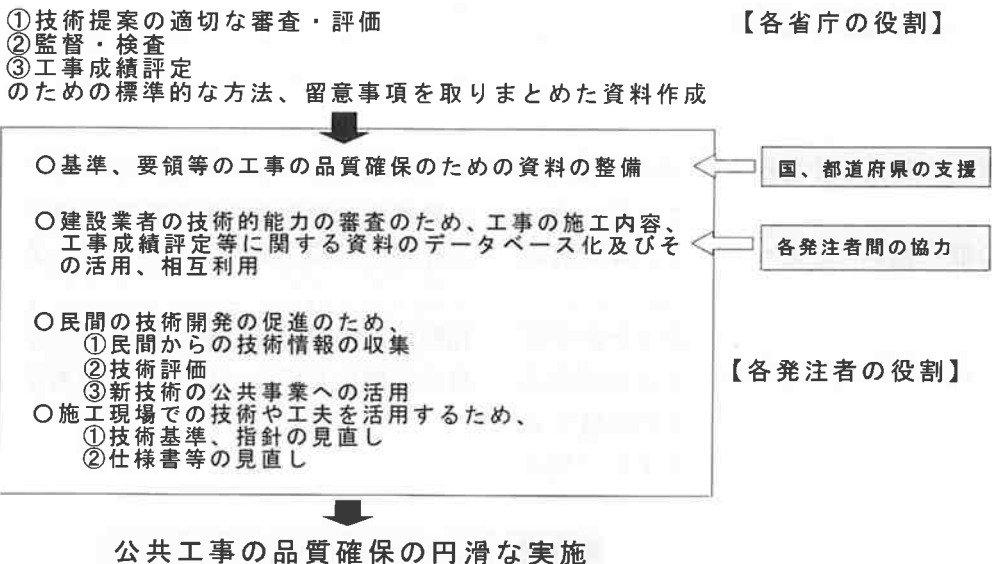 ①技術提案の適切な審査・評価
【各省庁の役割】
②監督・検査
③工事成績評定
のための標準的な方法、留意事項を取りまとめた資料作成
○基準、要領等の工事の品質確保のための資料の整備
国、都道府県の支援
○建設業者の技術的能力の審査のため、工事の施工内容、
工事成績評定等に関する資料のデータベース化及びそ
の活用、相互利用
各発注者間の協力
○民間の技術開発の促進のため、
①民間からの技術情報の収集
②技術評価
③新技術の公共事業への活用
【各発注者の役割】
○施工現場での技術や工夫を活用するため、
①技術基準、指針の見直し
②仕様書等の見直し
公共工事の品質確保の円滑な実施